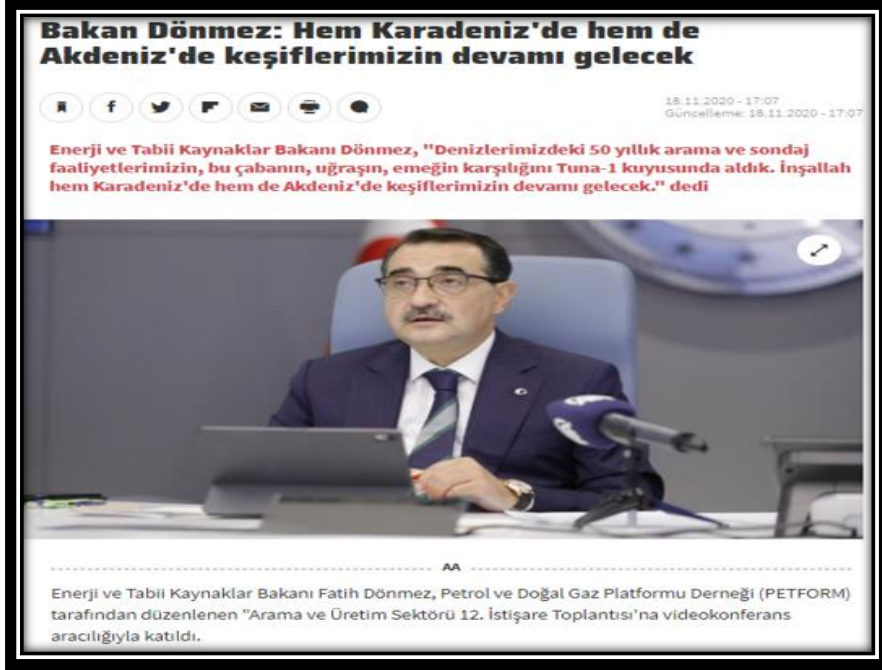 Bakan Dönmez: Hem Karadeniz'de hem de
Akdeniz'de keşiflerimizin devamı gelecek
18.11.2020 - 17:07
Güncelleme: 18.11.2020 - 17:07
Enerji ve Tabii Kaynaklar Bakanı Dönmez, "Denizlerimizdeki 50 yıllık arama ve sondaj
faaliyetlerimizin, bu çabanın, uğraşın, emeğin karşılığını Tuna-1 kuyusunda aldık. İnşallah
hem Karadeniz'de hem de Akdeniz'de keşiflerimizin devamı gelecek." dedi
AA
Enerji ve Tabii Kaynaklar Bakanı Fatih Dönmez, Petrol ve Doğal Gaz Platformu Derneği (PETFORM)
tarafından düzenlenen "Arama ve Üretim Sektörü 12. İstişare Toplantısı'na videokonferans
aracılığıyla katıldı.